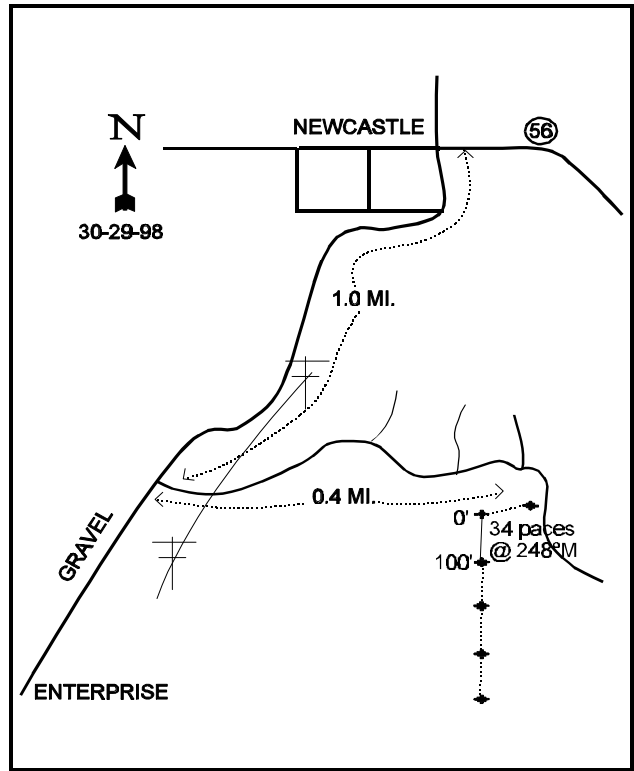 N
30-29-98
NEWCASTLE
56
1.0 MI.
0.4 MI.
GRAVEL
0'
34 paces
@ 248°M
100'
ENTERPRISE